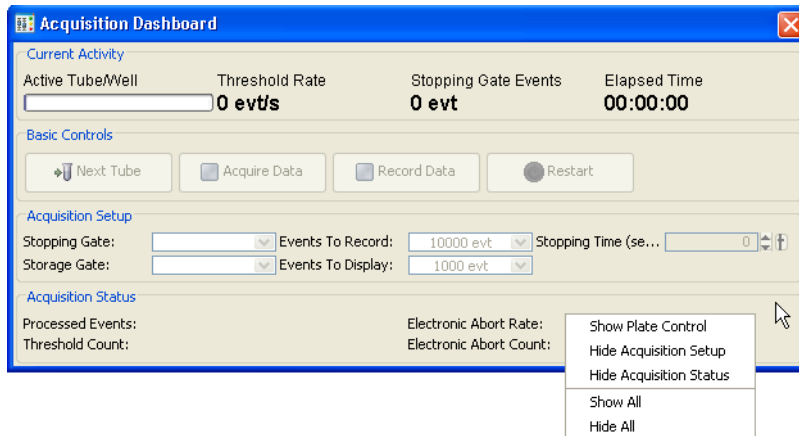 Acquisition Dashboard
Current Activity
Active Tube/Well Threshold Rate Stopping Gate Events Elapsed Time
0 evt/s 0 evt 00:00:00
Basic Controls
Next Tube Acquire Data Record Data Restart
Acquisition Setup
Stopping Gate: Events To Record: 10000 evt Stopping Time (se... 0
Storage Gate: Events To Display: 1000 evt
Acquisition Status
Processed Events: Electronic Abort Rate:
Threshold Count: Electronic Abort Count:
Show Plate Control
Hide Acquisition Setup
Hide Acquisition Status
Show All
Hide All